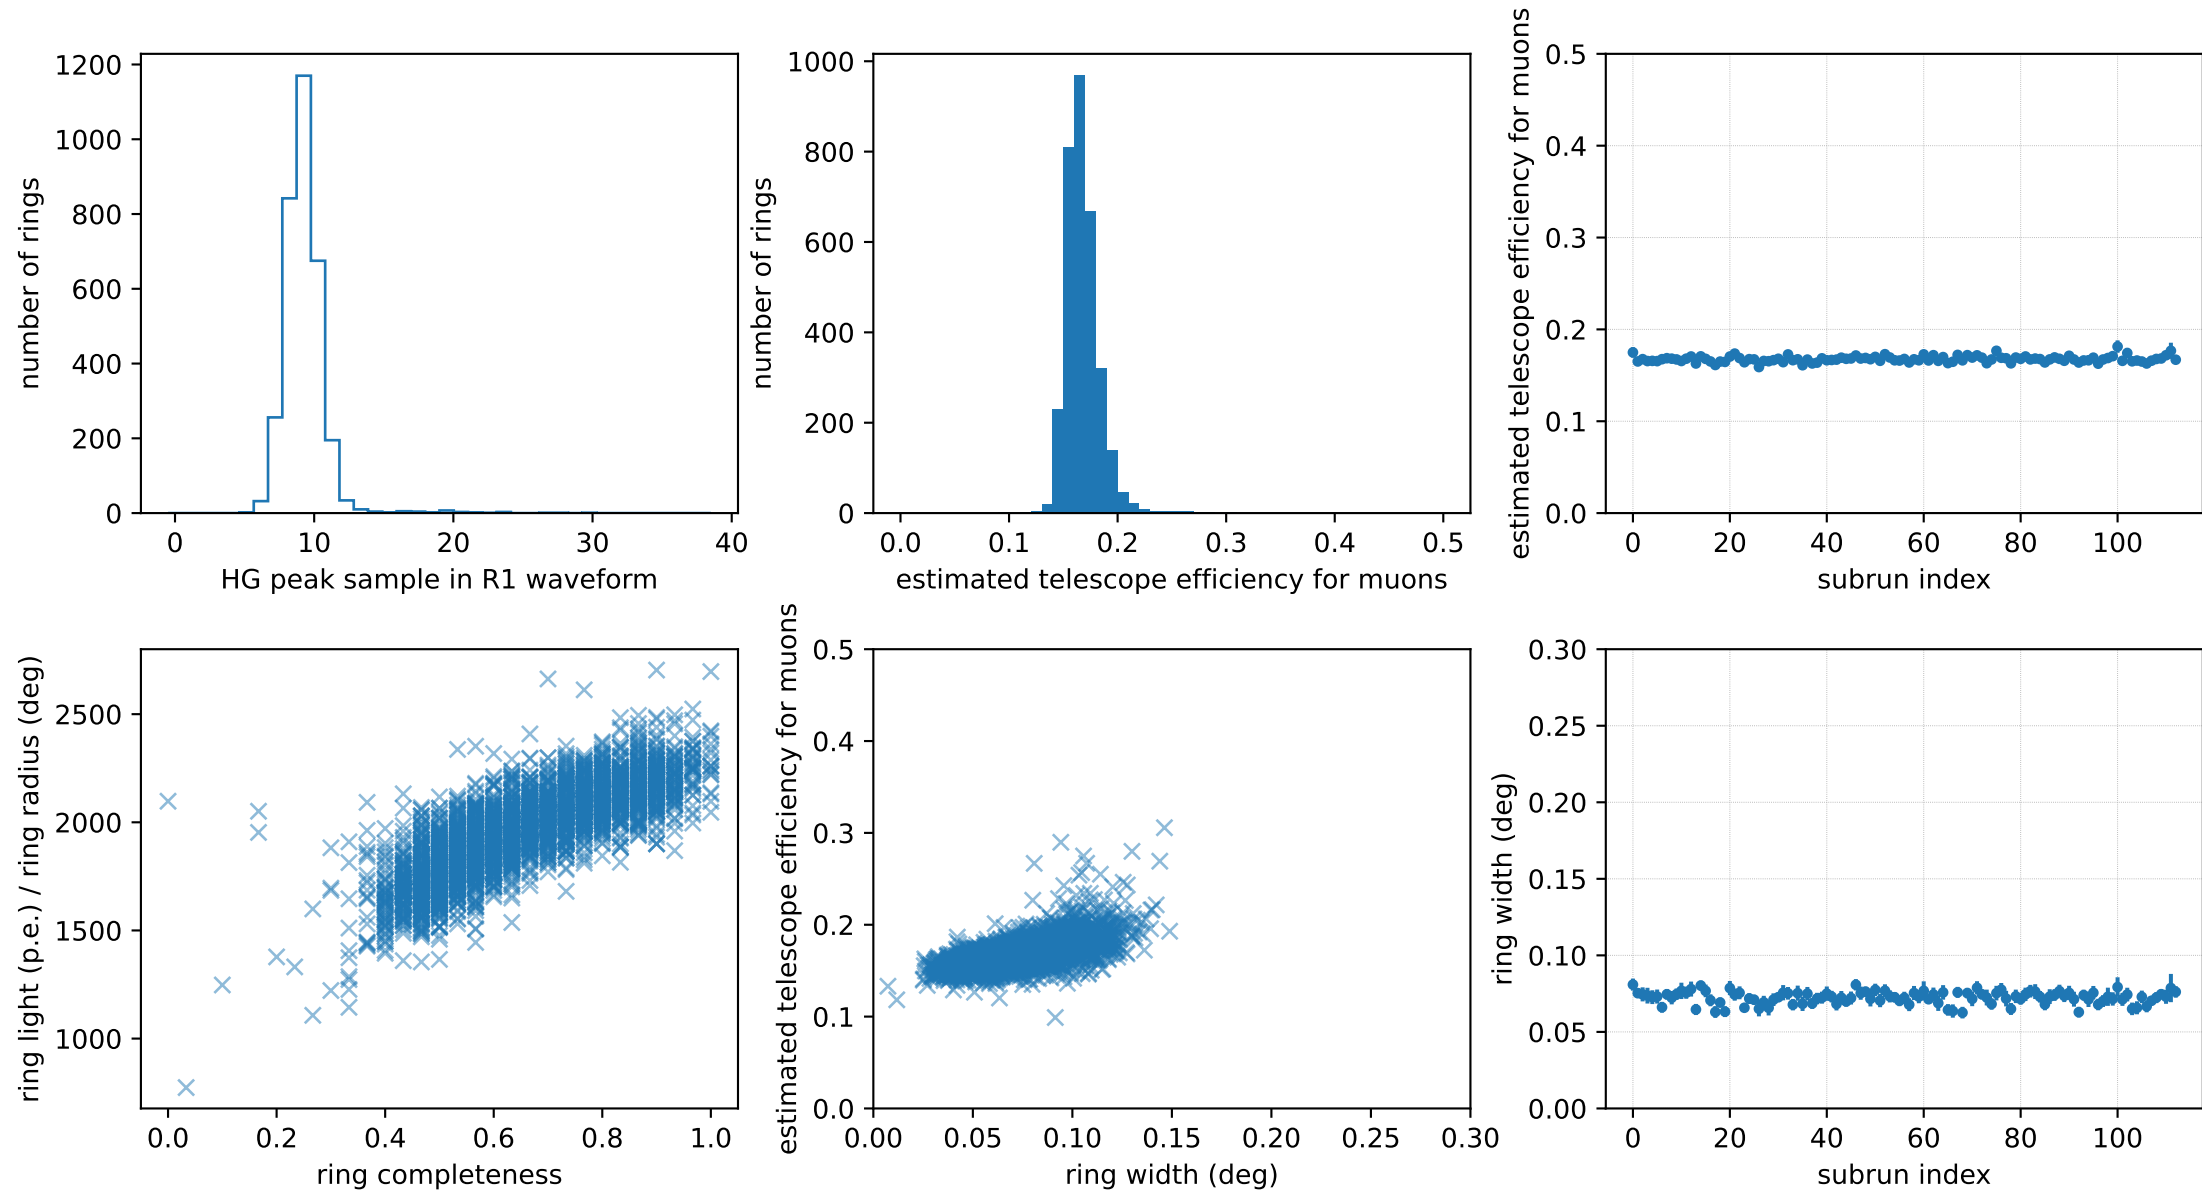 1200
1000
800
600
400
200
0
number of rings
0 10 20 30 40
HG peak sample in R1 waveform
1000
800
600
400
200
0
number of rings
0.0 0.1 0.2 0.3 0.4 0.5
estimated telescope efficiency for muons
0.5
0.4
0.3
0.2
0.1
0.0
estimated telescope efficiency for muons
0 20 40 60 80 100
subrun index
2500
2000
1500
1000
ring light (p.e.) / ring radius (deg)
0.0 0.2 0.4 0.6 0.8 1.0
ring completeness
0.5
0.4
0.3
0.2
0.1
0.0
estimated telescope efficiency for muons
0.00 0.05 0.10 0.15 0.20 0.25 0.30
ring width (deg)
0.30
0.25
0.20
0.15
0.10
0.05
0.00
ring width (deg)
0 20 40 60 80 100
subrun index